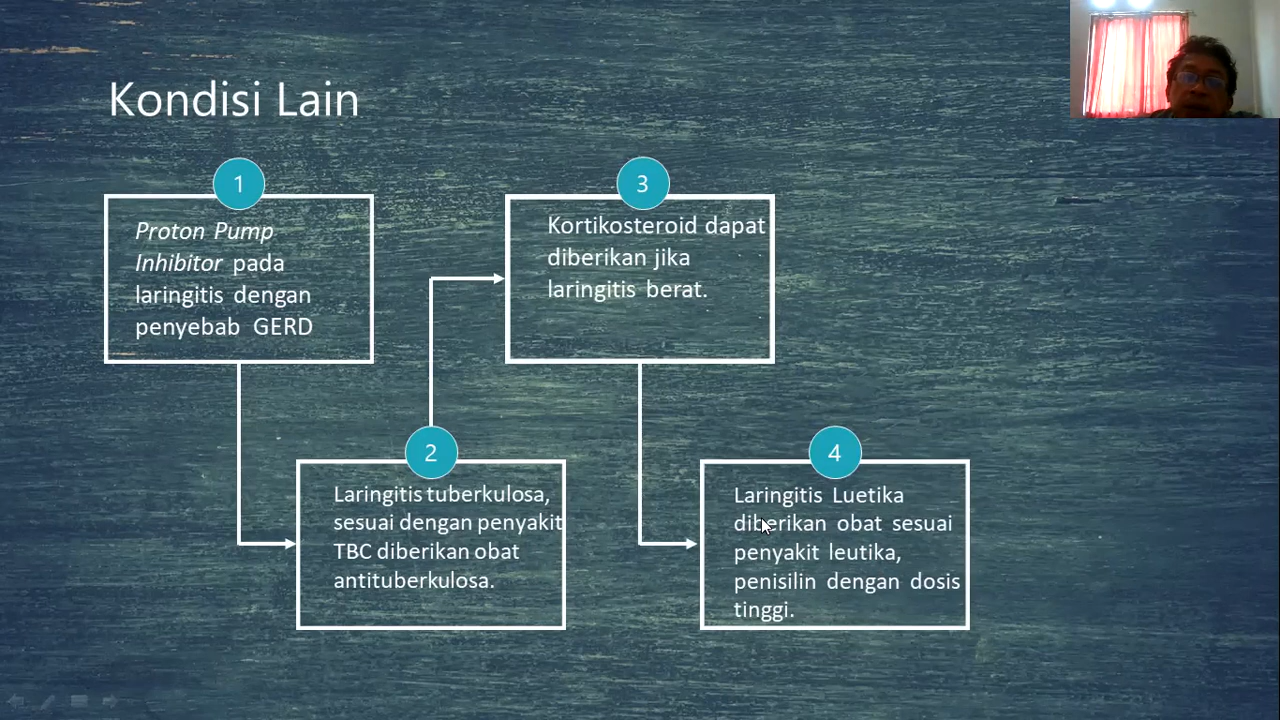 Kondisi Lain
1
Proton Pump
Inhibitor pada
laringitis dengan
penyebab GERD
2
Laringitis tuberkulosa,
sesuai dengan penyakit
TBC diberikan obat
antituberkulosa.
3
Kortikosteroid dapat
diberikan jika
laringitis berat.
4
Laringitis Luetika
diberikan obat sesuai
penyakit leutika,
penisilin dengan dosis
tinggi.